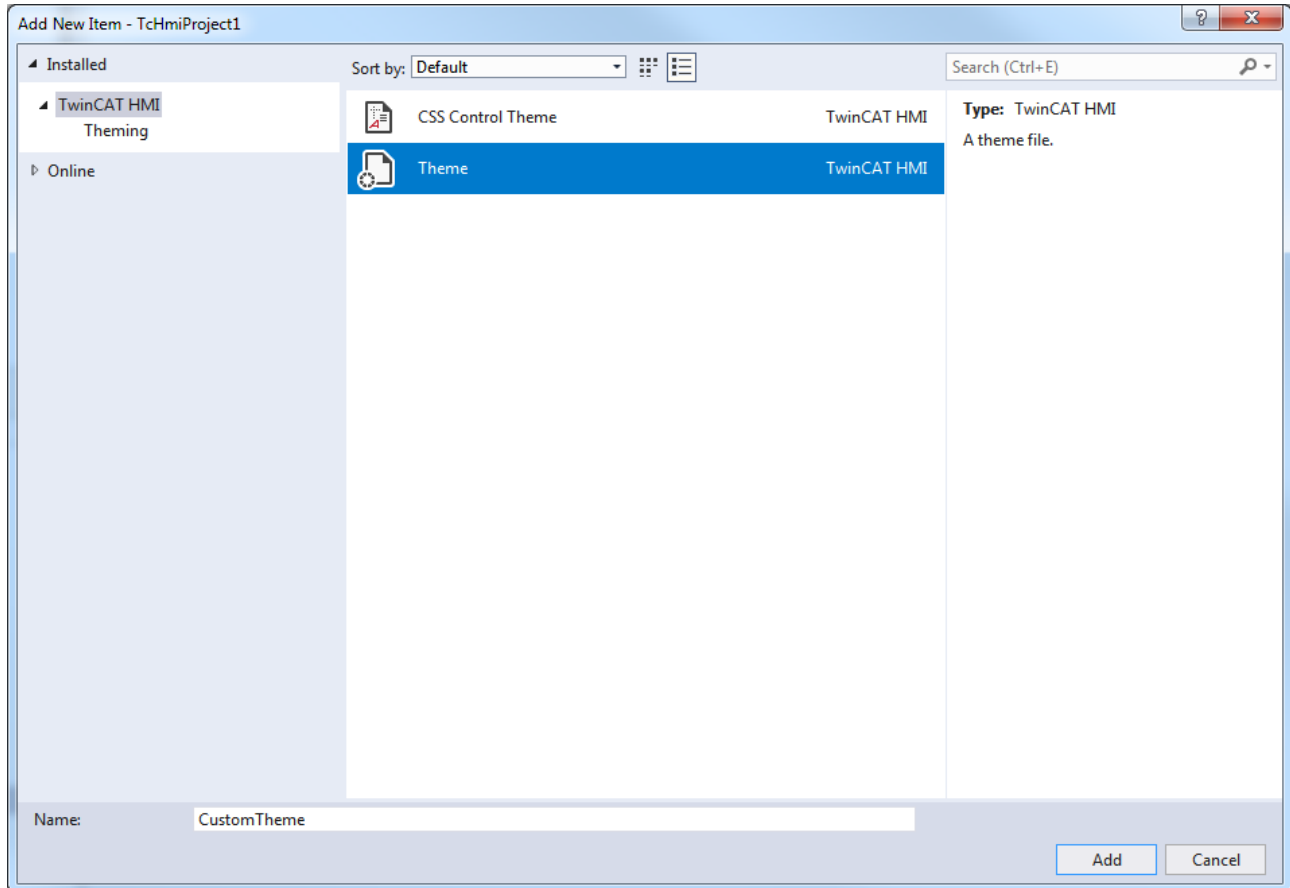 Add New Item - TcHmiProject1
Installed
Sort by: Default
Search (Ctrl+E)
TwinCAT HMI
Theming
Online
CSS Control Theme TwinCAT HMI
Theme TwinCAT HMI
Type: TwinCAT HMI
A theme file.
Name: CustomTheme
Add Cancel